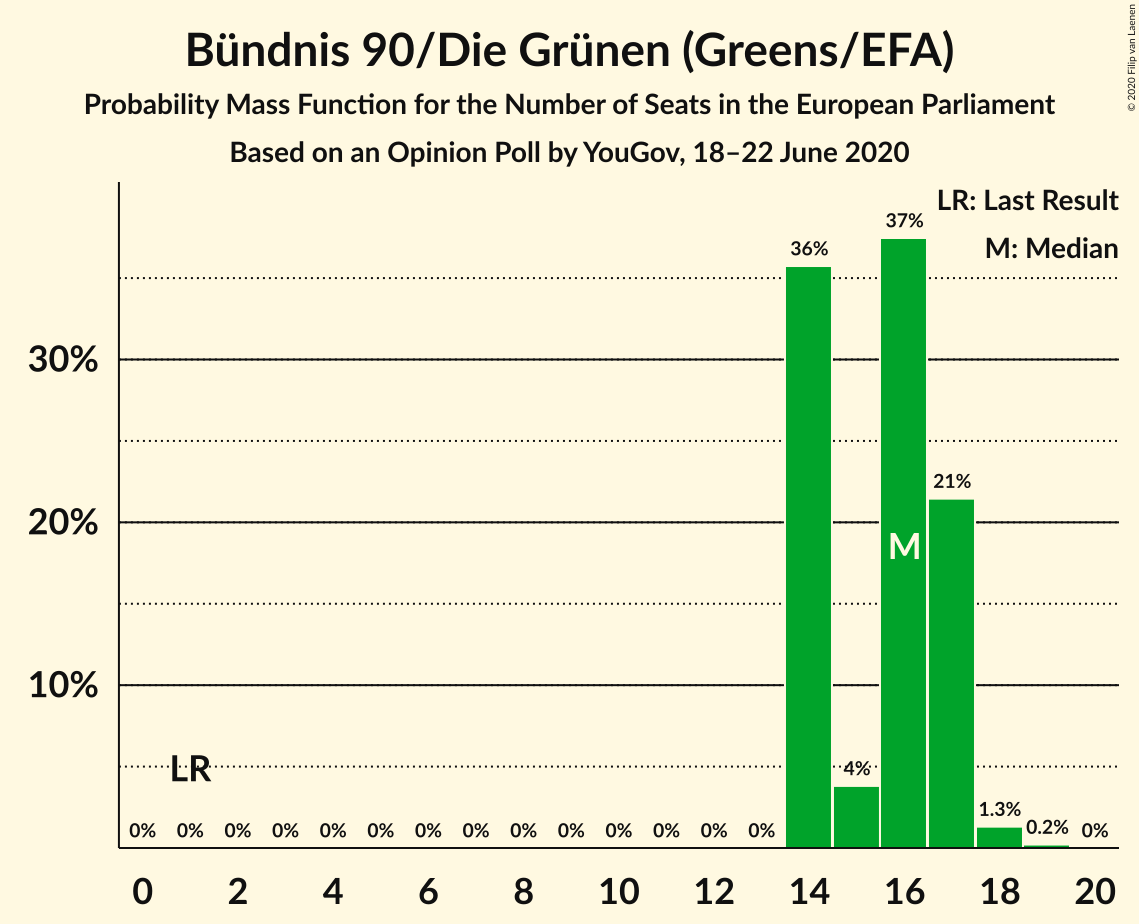 Bündnis 90/Die Grünen (Greens/EFA)
Probability Mass Function for the Number of Seats in the European Parliament
Based on an Opinion Poll by YouGov, 18–22 June 2020
© 2020 Filip van Laenen
LR: Last Result
M: Median
37%
36%
30%
21%
20%
M
10%
LR
4%
1.3%
0% 0% 0% 0% 0% 0% 0% 0% 0% 0% 0% 0% 0% 0% 0.2% 0%
0 2 4 6 8 10 12 14 16 18 20